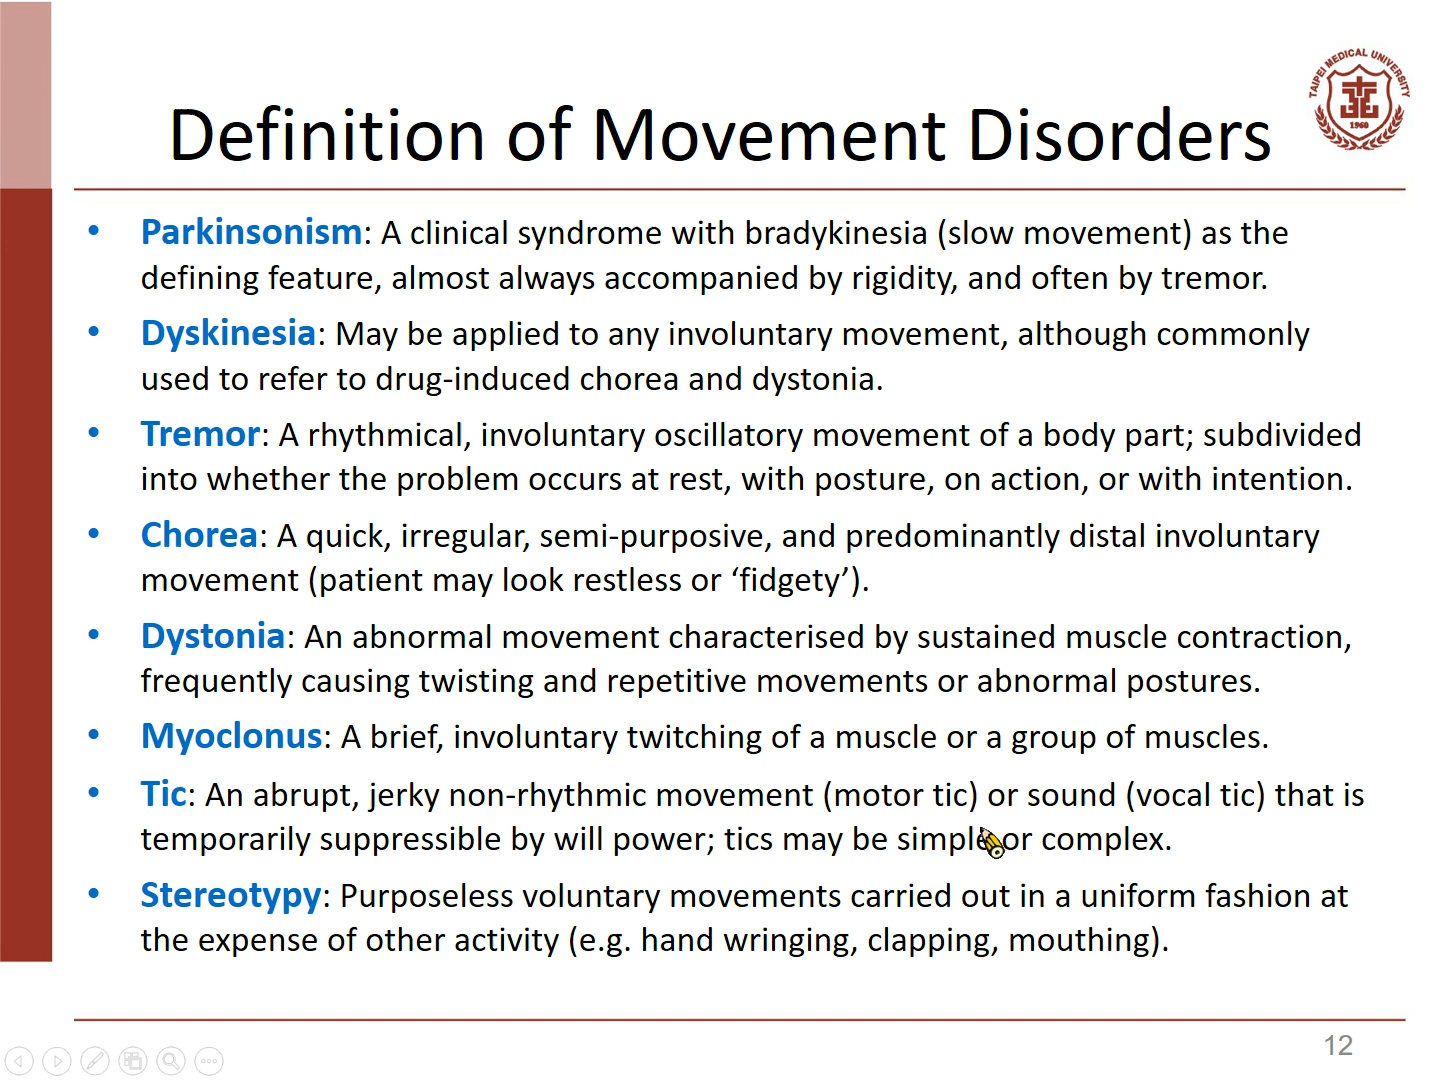 TAIPEI MEDICAL UNIVERSITY
1960
Definition of Movement Disorders
• Parkinsonism: A clinical syndrome with bradykinesia (slow movement) as the
defining feature, almost always accompanied by rigidity, and often by tremor.
• Dyskinesia: May be applied to any involuntary movement, although commonly
used to refer to drug-induced chorea and dystonia.
• Tremor: A rhythmical, involuntary oscillatory movement of a body part; subdivided
into whether the problem occurs at rest, with posture, on action, or with intention.
• Chorea: A quick, irregular, semi-purposive, and predominantly distal involuntary
movement (patient may look restless or ‘fidgety’).
• Dystonia: An abnormal movement characterised by sustained muscle contraction,
frequently causing twisting and repetitive movements or abnormal postures.
• Myoclonus: A brief, involuntary twitching of a muscle or a group of muscles.
• Tic: An abrupt, jerky non-rhythmic movement (motor tic) or sound (vocal tic) that is
temporarily suppressible by will power; tics may be simple or complex.
• Stereotypy: Purposeless voluntary movements carried out in a uniform fashion at
the expense of other activity (e.g. hand wringing, clapping, mouthing).
12